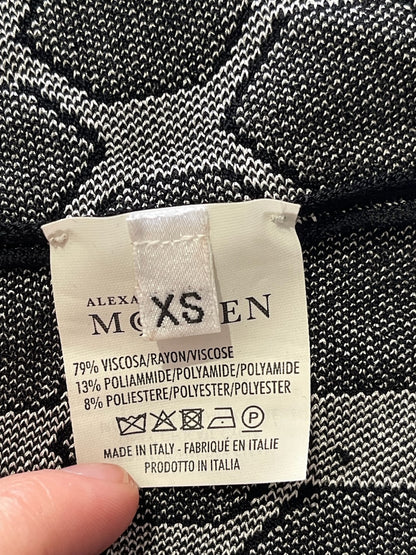 ALEXA
MC XS EN
79% VISCOSA/RAYON/VISCOSE
13% POLIAMMIDE/POLYAMIDE/POLYAMIDE
8% POLIESTERE/POLYESTER/POLYESTER
MADE IN ITALY - FABRIQUÉ EN ITALIE
PRODOTTO IN ITALIA